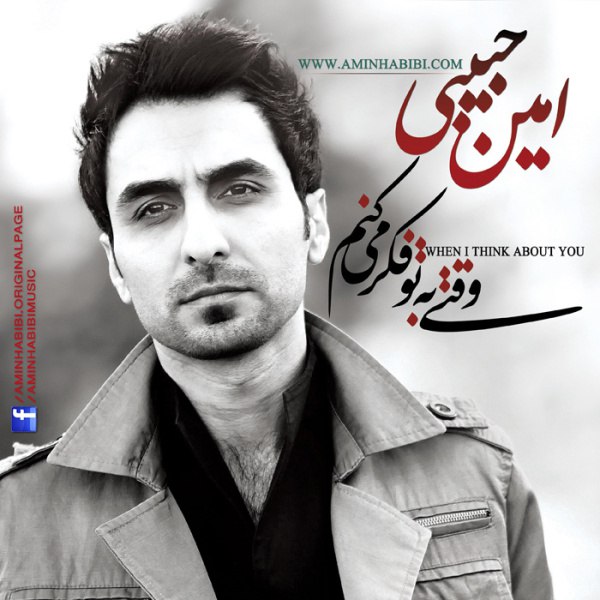 WWW.AMINHABIBI.COM
امین حبیبی
WHEN I THINK ABOUT YOU
وقتی به تو فکر می کنم
//AMINHABIBI.ORIGINALPAGE
//AMINHABIBIMUSIC
f